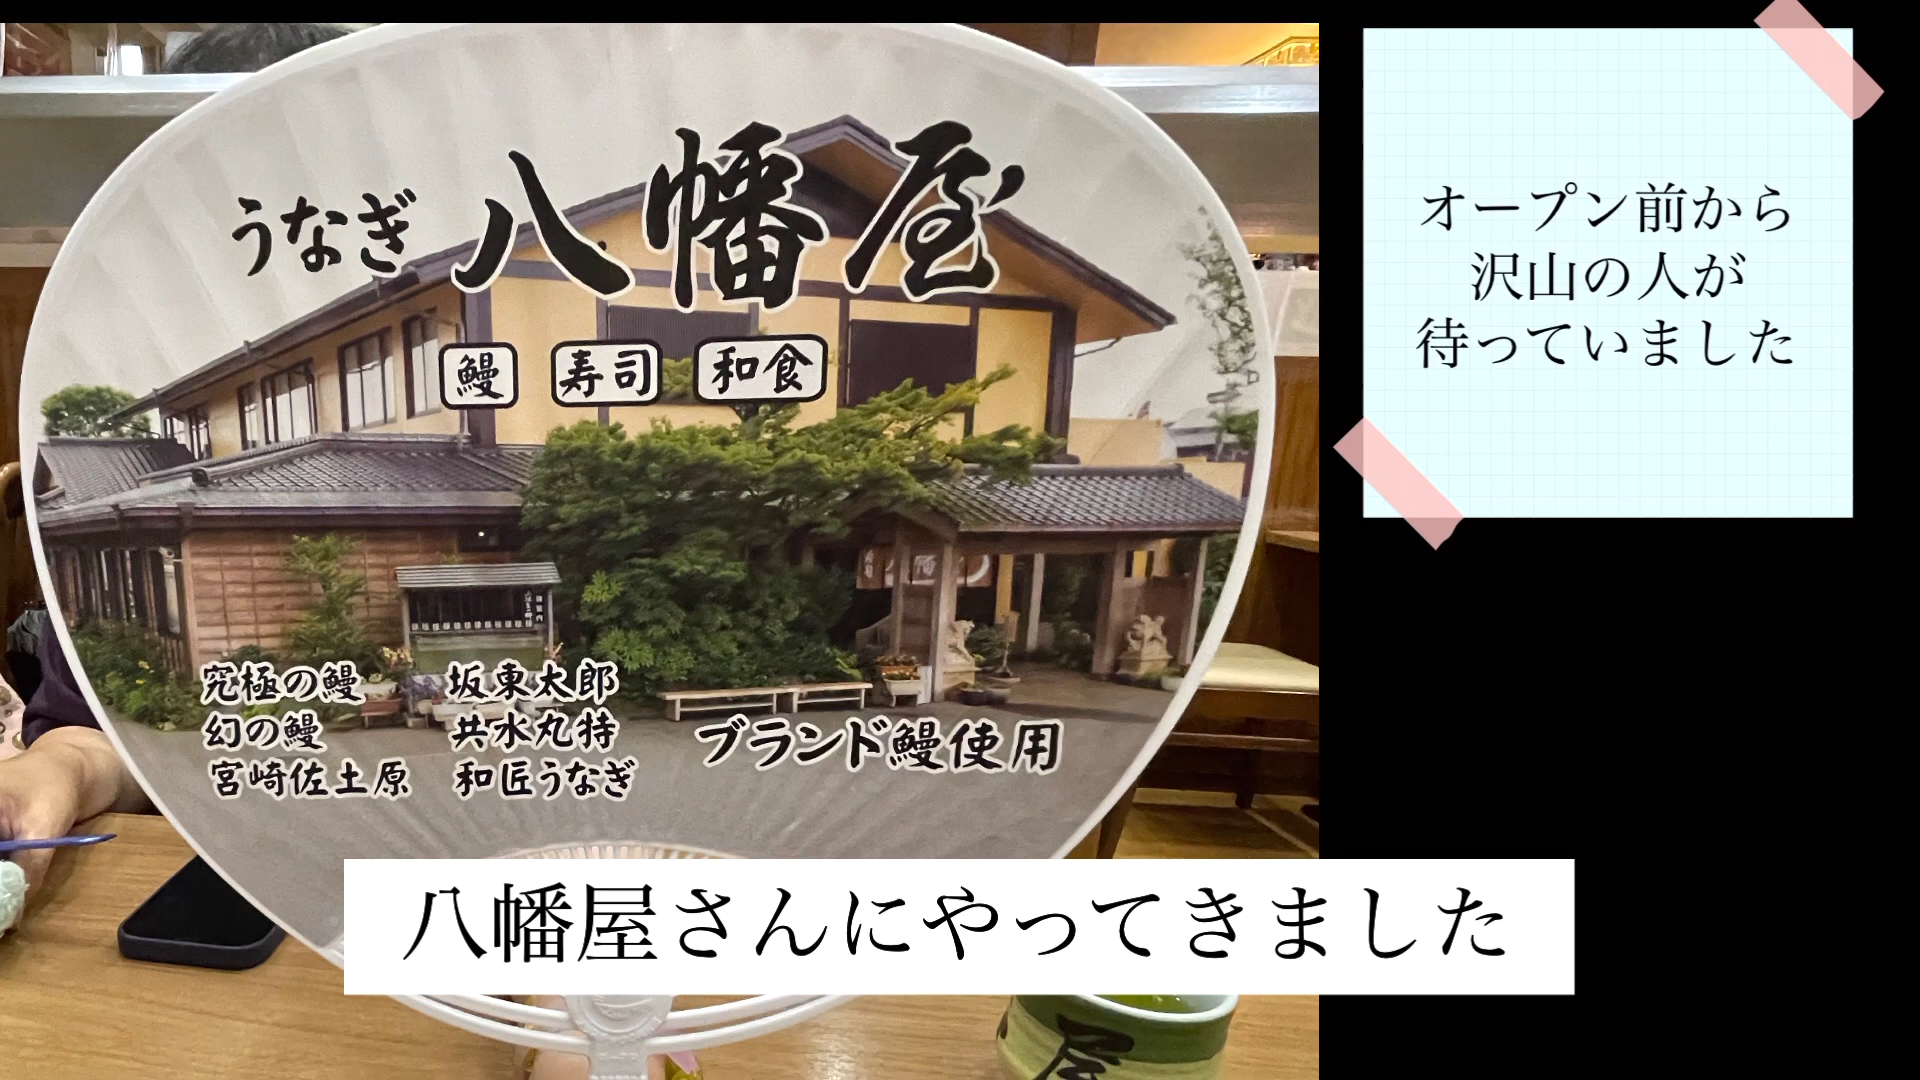 うなぎ 八幡屋
鰻 寿司 和食
究極の鰻 坂東太郎
幻の鰻 共水丸特
宮崎佐土原 和匠うなぎ
ブランド鰻使用
オープン前から
沢山の人が
待っていました
八幡屋さんにやってきました
屋